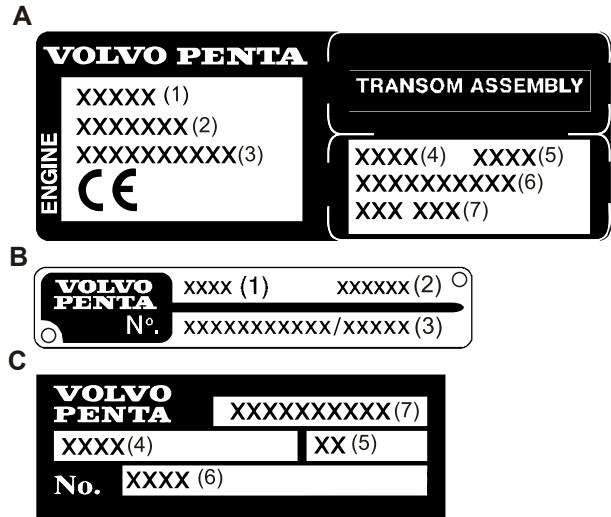 A
VOLVO PENTA
ENGINE
XXXXX (1)
XXXXXXX (2)
XXXXXXXXXX(3)
CE
TRANSOM ASSEMBLY
XXXX(4) XXXX(5)
XXXXXXXXXX(6)
XXX XXX(7)
B
VOLVO
PENTA
Nº.
xxxx (1) xxxxxx (2)
xxxxxxxxxxx/xxxxx (3)
C
VOLVO
PENTA
XXXXXXXXXX(7)
XXXX(4) XX (5)
No. XXXX (6)